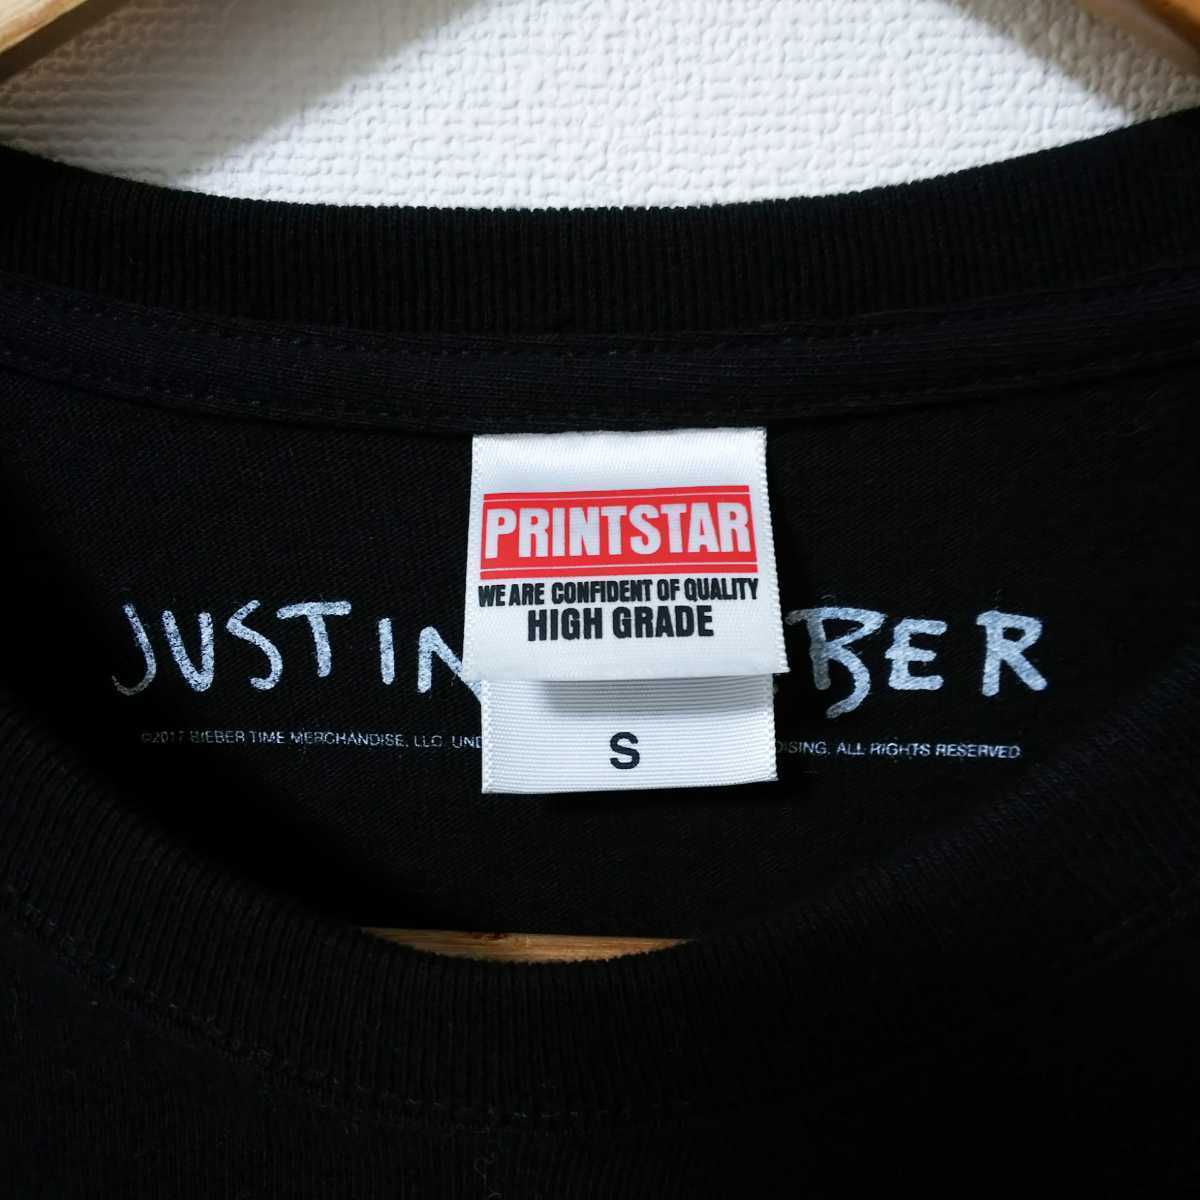 PRINTSTAR
WE ARE CONFIDENT OF QUALITY
HIGH GRADE
JUSTIN BER
S
©2017 BIEBER TIME MERCHANDISE, LLC. UND ISING. ALL RIGHTS RESERVED